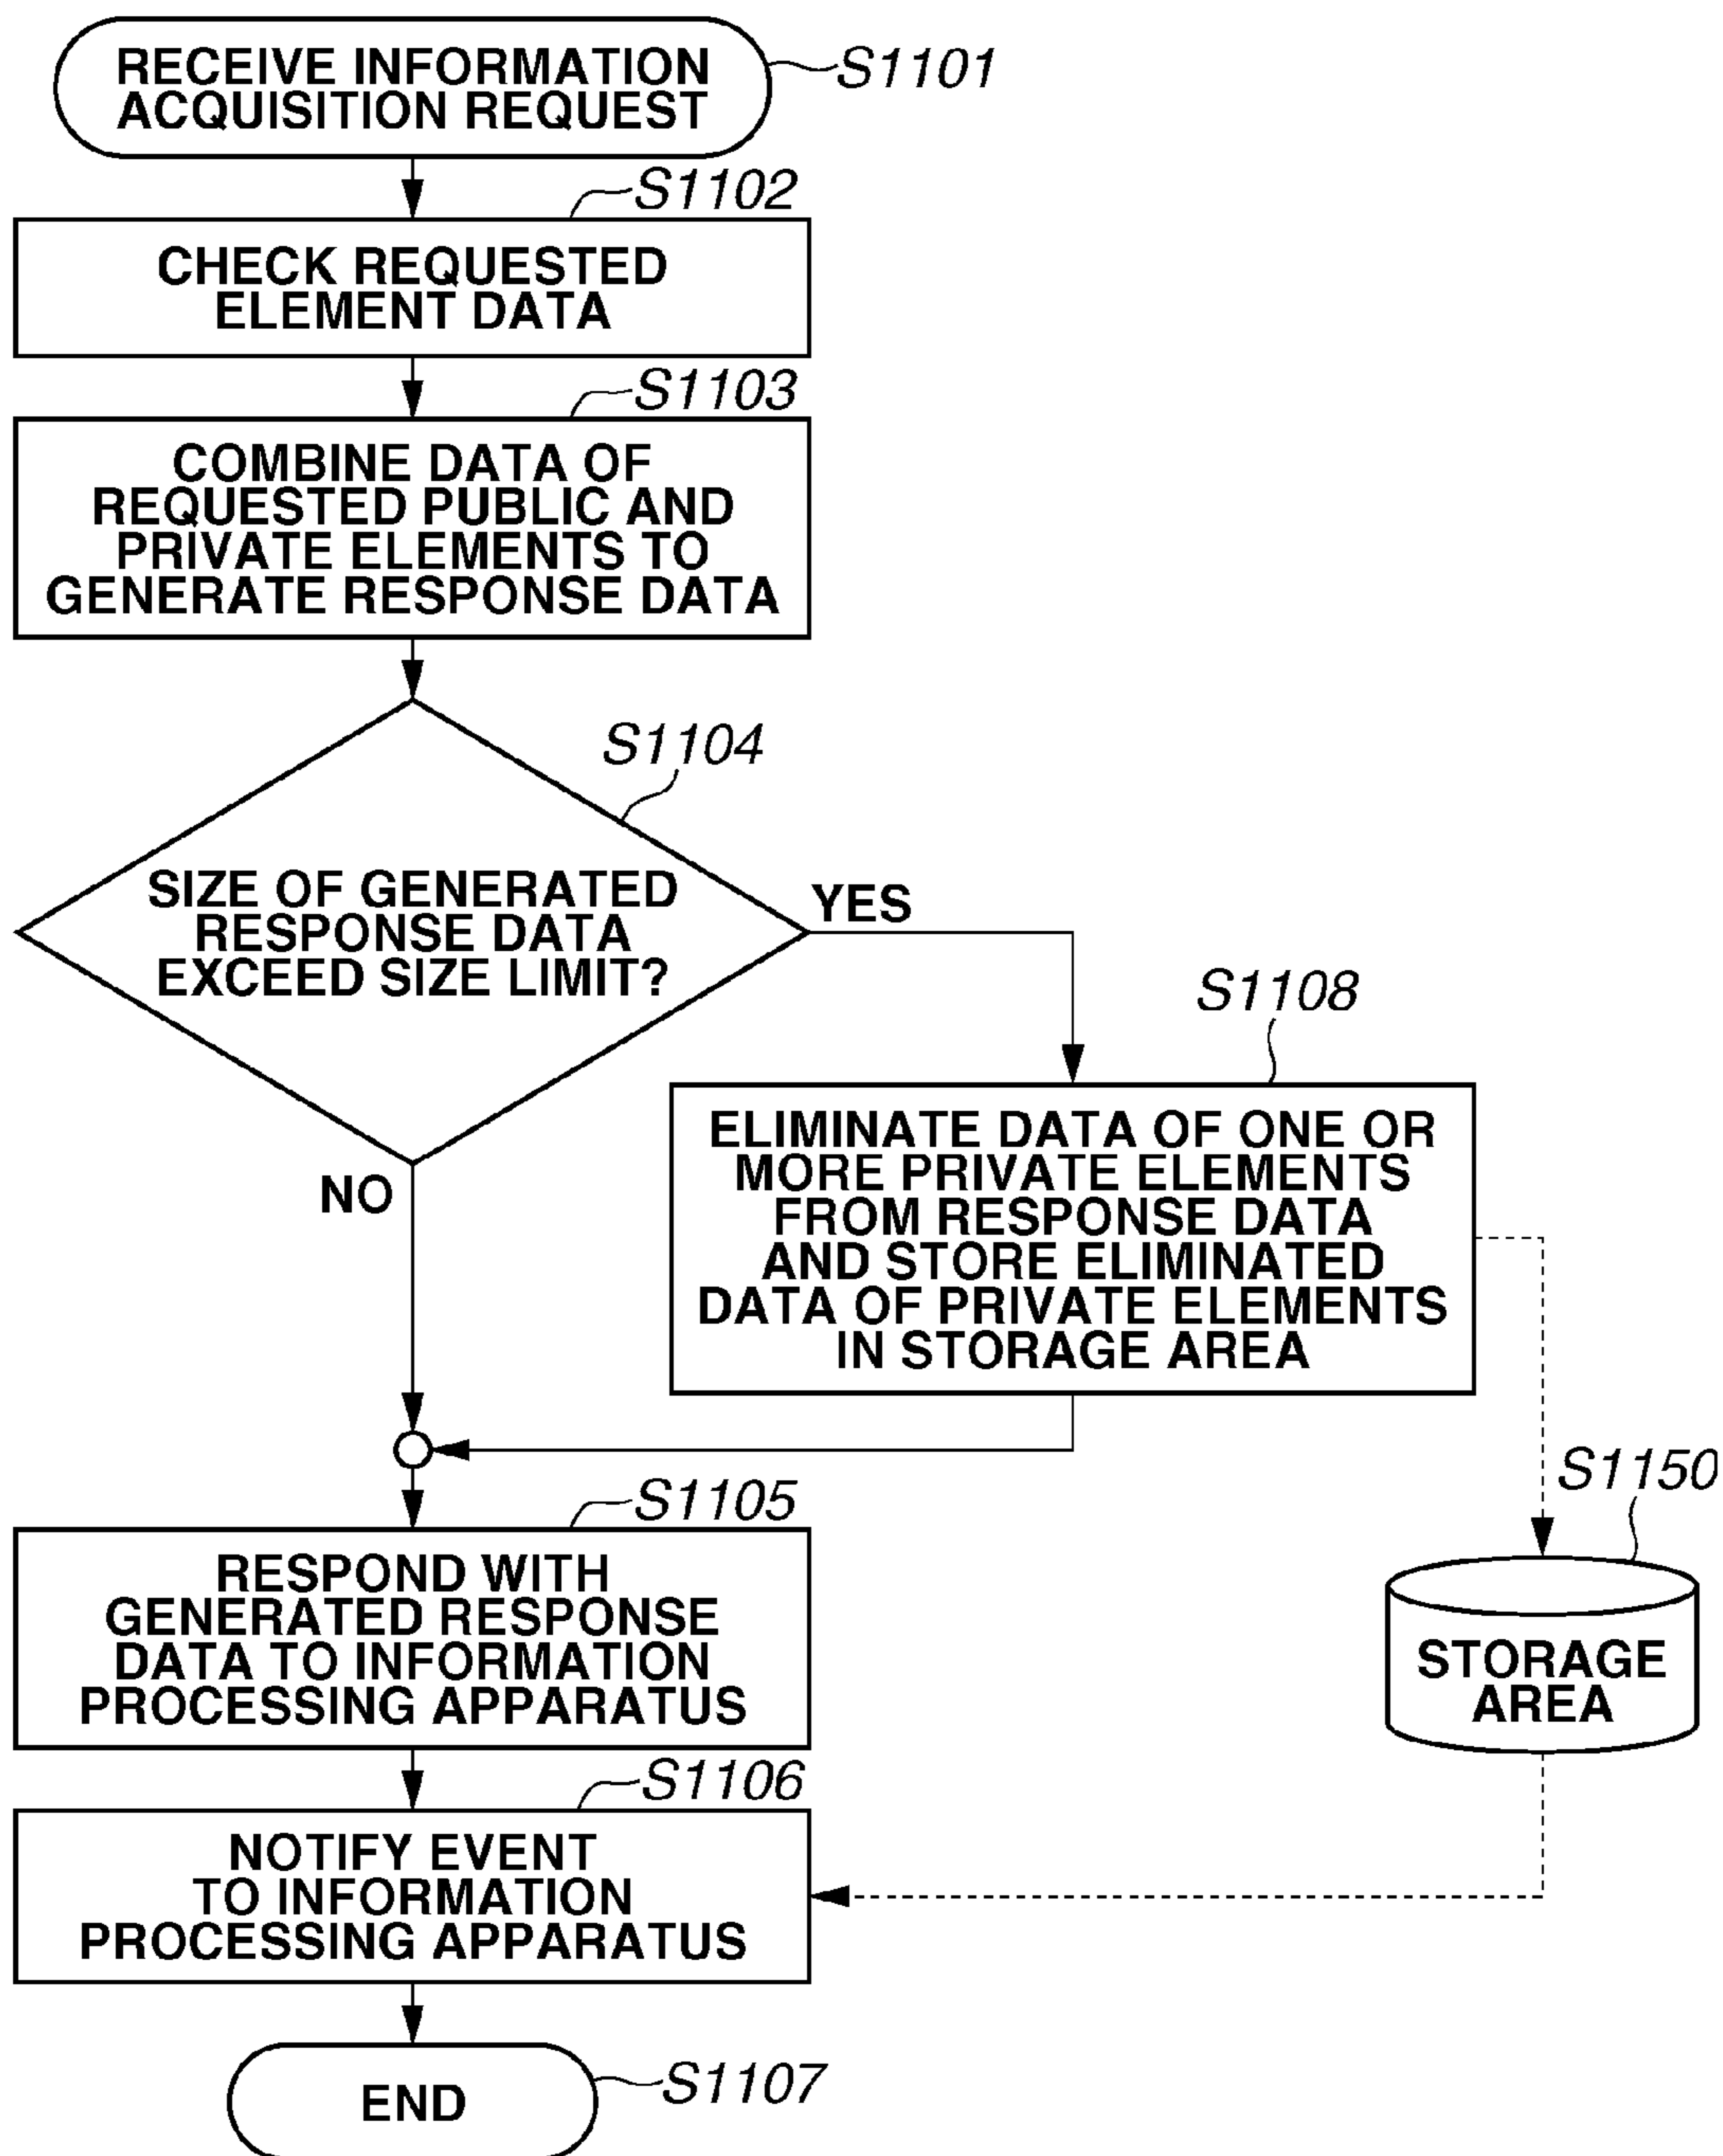 RECEIVE INFORMATION
ACQUISITION REQUEST
S1101
S1102
CHECK REQUESTED
ELEMENT DATA
S1103
COMBINE DATA OF
REQUESTED PUBLIC AND
PRIVATE ELEMENTS TO
GENERATE RESPONSE DATA
S1104
SIZE OF GENERATED
RESPONSE DATA
EXCEED SIZE LIMIT?
YES
NO
S1108
ELIMINATE DATA OF ONE OR
MORE PRIVATE ELEMENTS
FROM RESPONSE DATA
AND STORE ELIMINATED
DATA OF PRIVATE ELEMENTS
IN STORAGE AREA
S1105
RESPOND WITH
GENERATED RESPONSE
DATA TO INFORMATION
PROCESSING APPARATUS
S1150
STORAGE
AREA
S1106
NOTIFY EVENT
TO INFORMATION
PROCESSING APPARATUS
END
S1107